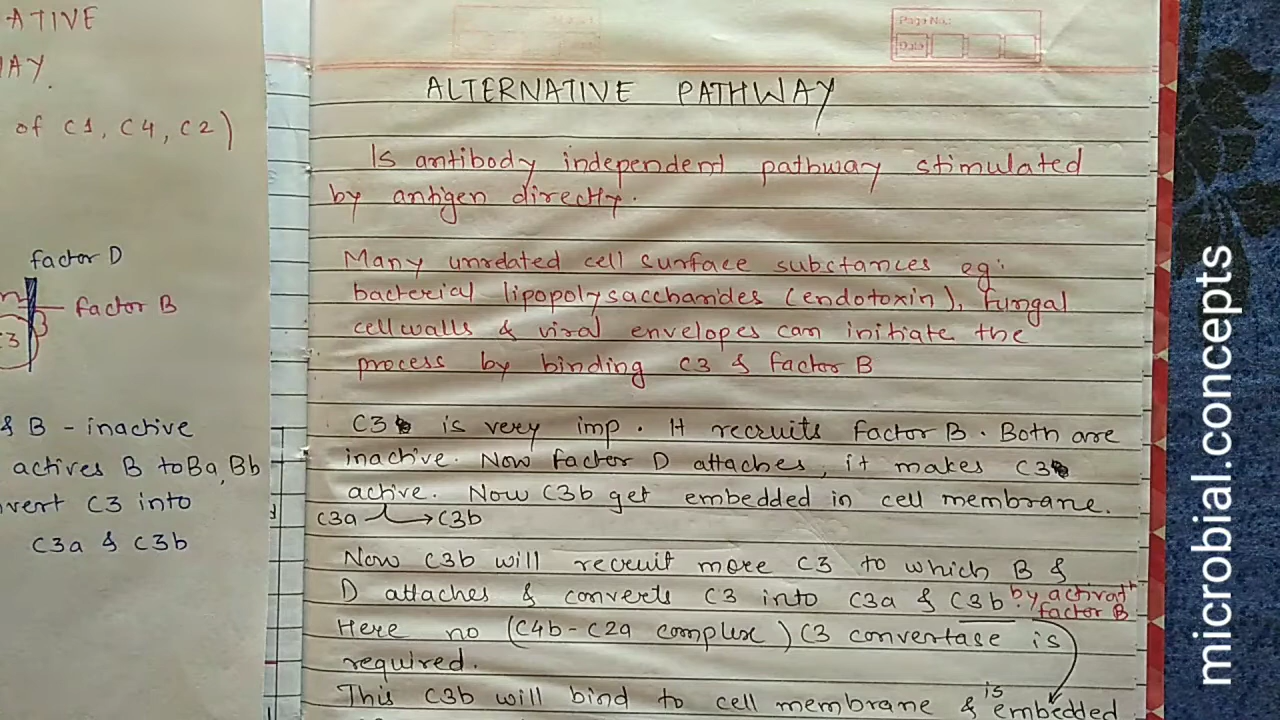 ATIVE
AY.
of C1, C4, C2)
factor D
factor B
3
& B - inactive
actives B to Ba, Bb
vert C3 into
C3a & C3b
Page No.:
Date
ALTERNATIVE PATHWAY
Is antibody independent pathway stimulated
by antigen directly.
Many unrelated cell surface substances eg:
bacterial lipopolysaccharides (endotoxin), fungal
cellwalls & viral envelopes can initiate the
process by binding C3 & factor B
C3 is very imp. It recruits factor B. Both are
inactive. Now factor D attaches, it makes C3
active. Now C3b get embedded in cell membrane.
C3a → C3b
Now C3b will recruit more C3 to which B &
D attaches & converts C3 into C3a & C3b. by activatn factor B
Here no (C4b-C2a complex) C3 convertase is
required.
This C3b will bind to cell membrane & is embedded
microbial.concepts